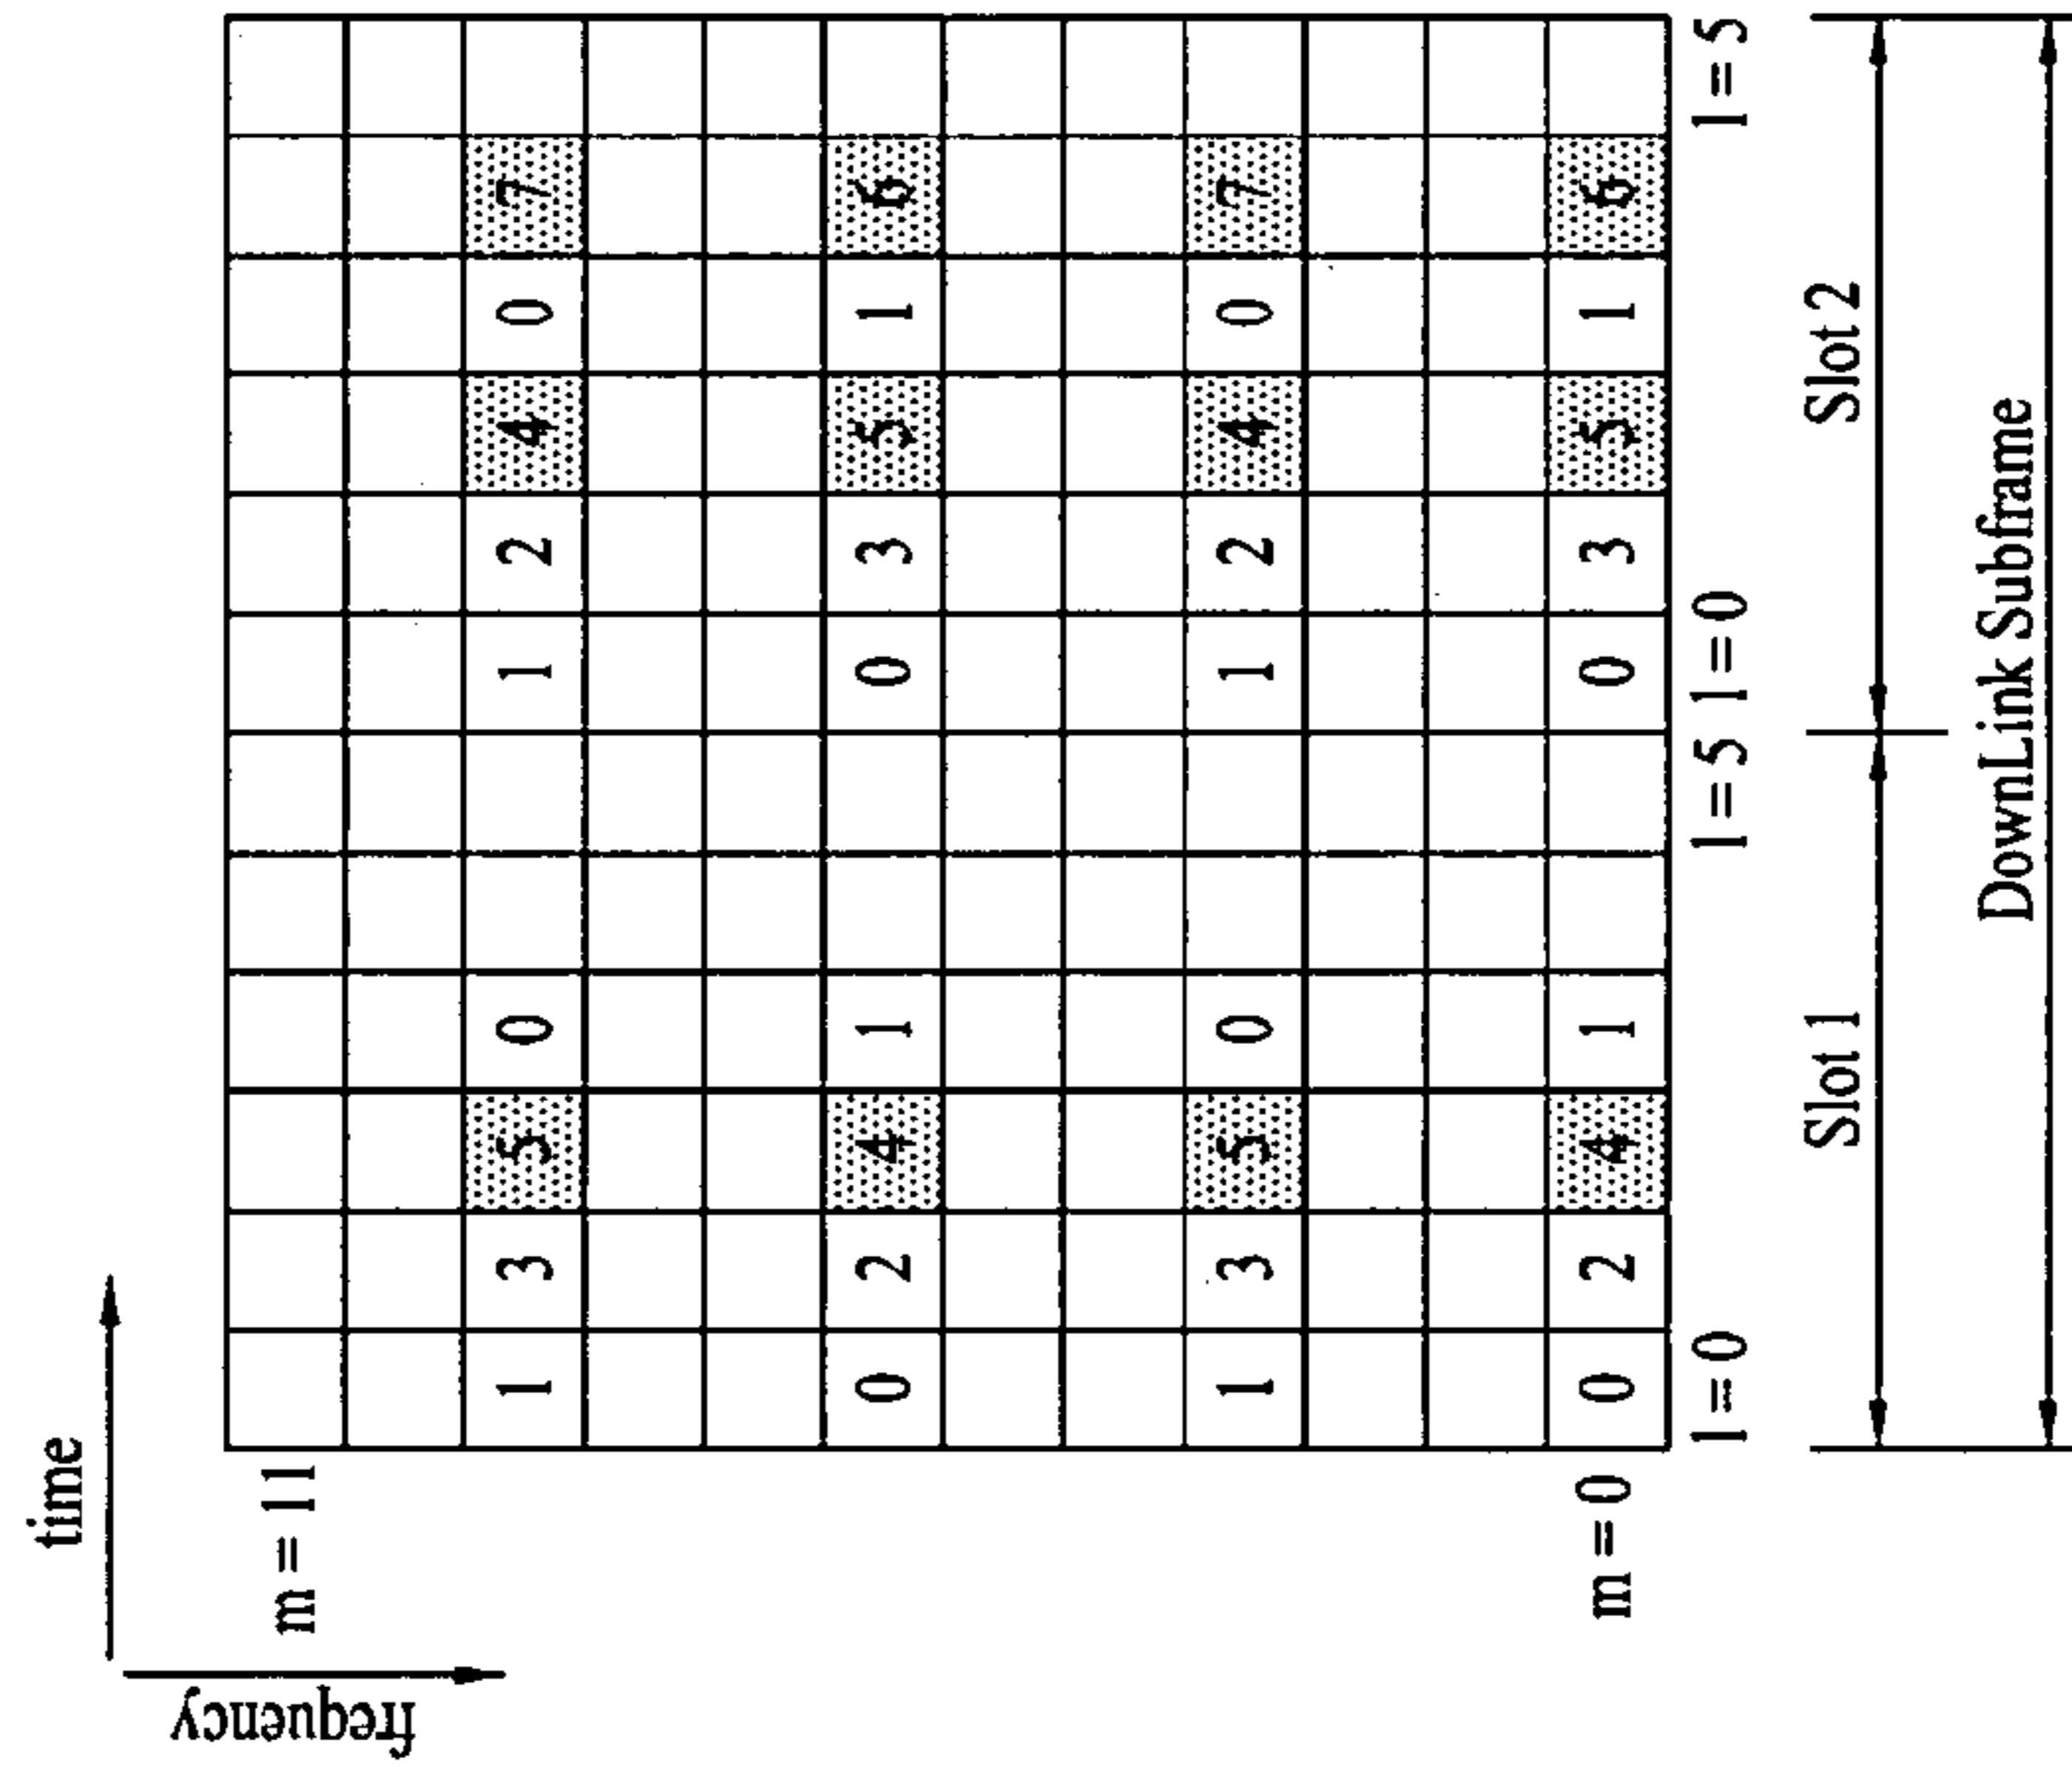 time
frequency
m = 11
1 3 5 0 1 2 4 0 7
0 2 4 1 0 3 5 1 6
1 3 5 0 1 2 4 0 7
m = 0 0 2 4 1 0 3 5 1 6
l = 0 l = 5 l = 0 l = 5
Slot 1 Slot 2
DownLink Subframe